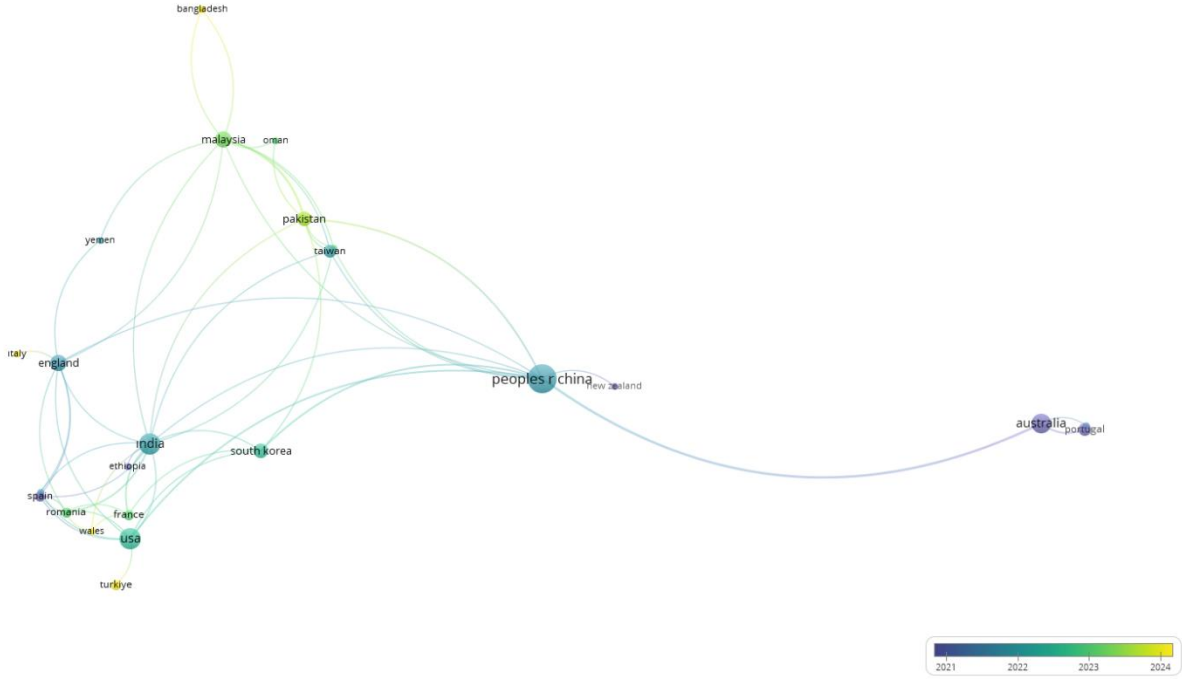 bangladesh
malaysia
oman
pakistan
taiwan
yemen
italy
england
peoples r china
new zealand
australia
portugal
india
south korea
ethiopia
spain
romania
france
wales
usa
turkiye
2021
2022
2023
2024